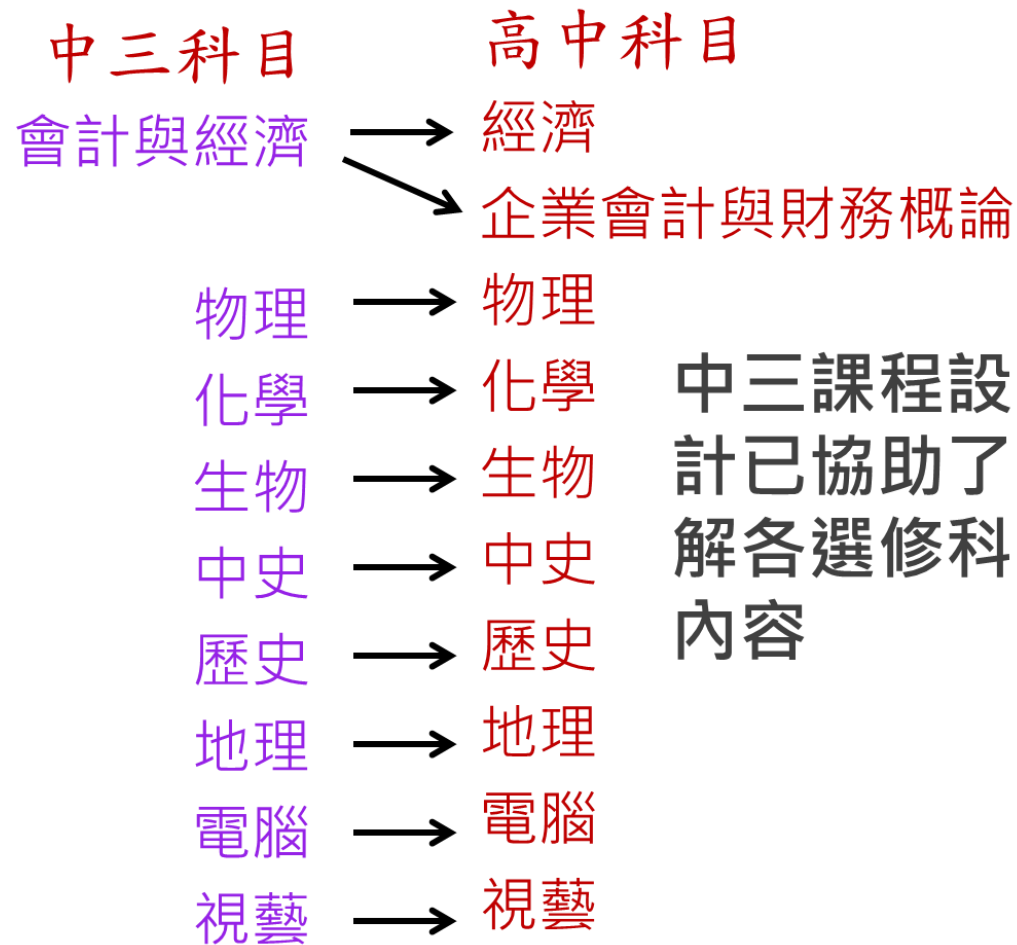 中三科目
高中科目
會計與經濟
經濟
企業會計與財務概論
物理
物理
化學
化學
生物
生物
中史
中史
歷史
歷史
地理
地理
電腦
電腦
視藝
視藝
中三課程設
計已協助了
解各選修科
內容